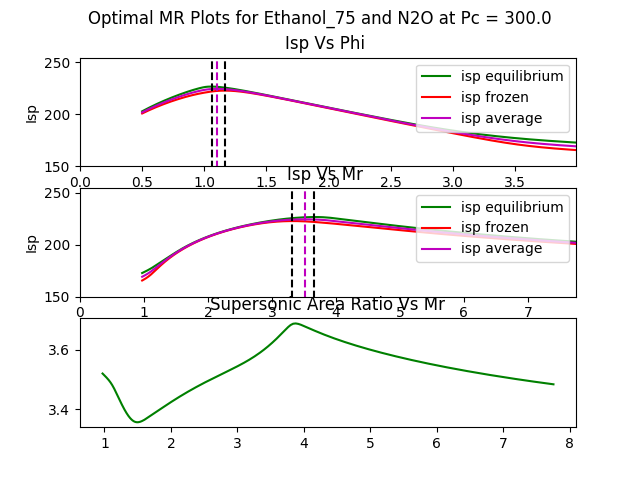 Optimal MR Plots for Ethanol_75 and N2O at Pc = 300.0
Isp Vs Phi
250
200
150
Isp
isp equilibrium
isp frozen
isp average
0.0 0.5 1.0 1.5 2.0 2.5 3.0 3.5
Isp Vs Mr
250
200
150
Isp
isp equilibrium
isp frozen
isp average
0 1 2 3 4 5 6 7
Supersonic Area Ratio Vs Mr
3.6
3.4
1 2 3 4 5 6 7 8